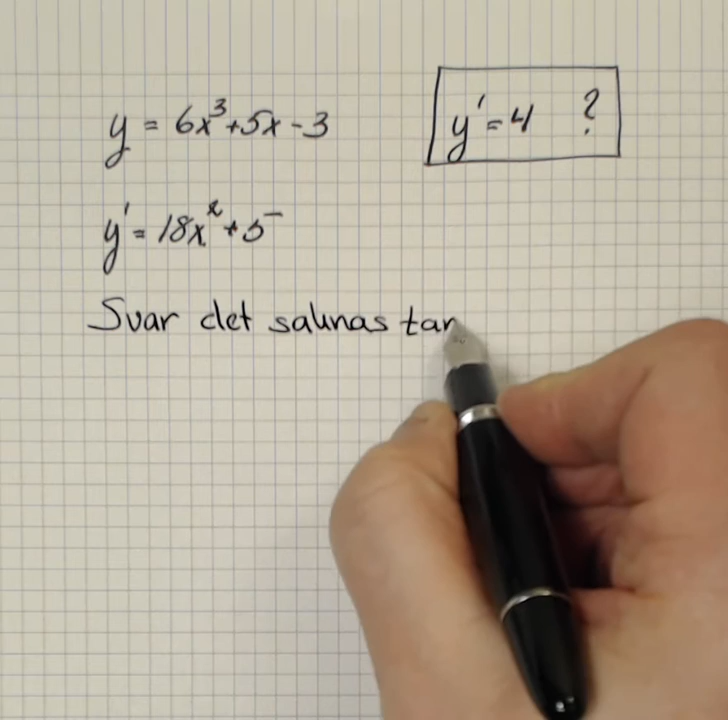 y = 6x³+5x-3
y'=4 ?
y' = 18x²+5
Svar det saknas tan